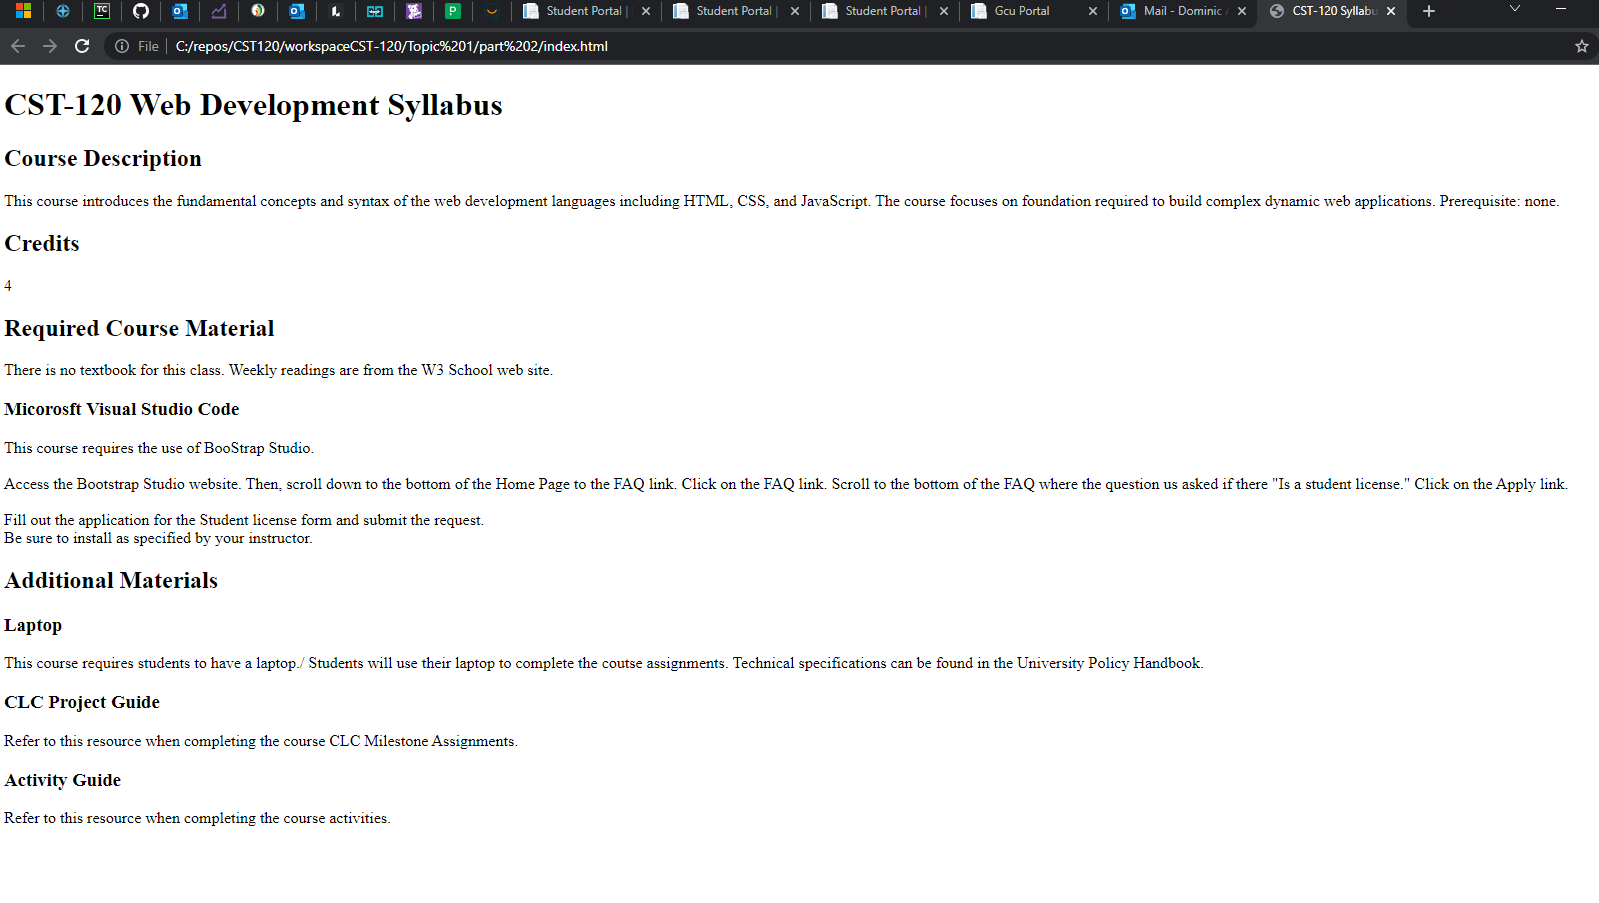 Student Portal | Student Portal | Student Portal | Gcu Portal Mail - Dominic CST-120 Syllabu
File C:/repos/CST120/workspaceCST-120/Topic%201/part%202/index.html
CST-120 Web Development Syllabus
Course Description
This course introduces the fundamental concepts and syntax of the web development languages including HTML, CSS, and JavaScript. The course focuses on foundation required to build complex dynamic web applications. Prerequisite: none.
Credits
4
Required Course Material
There is no textbook for this class. Weekly readings are from the W3 School web site.
Micorosft Visual Studio Code
This course requires the use of BooStrap Studio.
Access the Bootstrap Studio website. Then, scroll down to the bottom of the Home Page to the FAQ link. Click on the FAQ link. Scroll to the bottom of the FAQ where the question us asked if there "Is a student license." Click on the Apply link.
Fill out the application for the Student license form and submit the request.
Be sure to install as specified by your instructor.
Additional Materials
Laptop
This course requires students to have a laptop./ Students will use their laptop to complete the coutse assignments. Technical specifications can be found in the University Policy Handbook.
CLC Project Guide
Refer to this resource when completing the course CLC Milestone Assignments.
Activity Guide
Refer to this resource when completing the course activities.